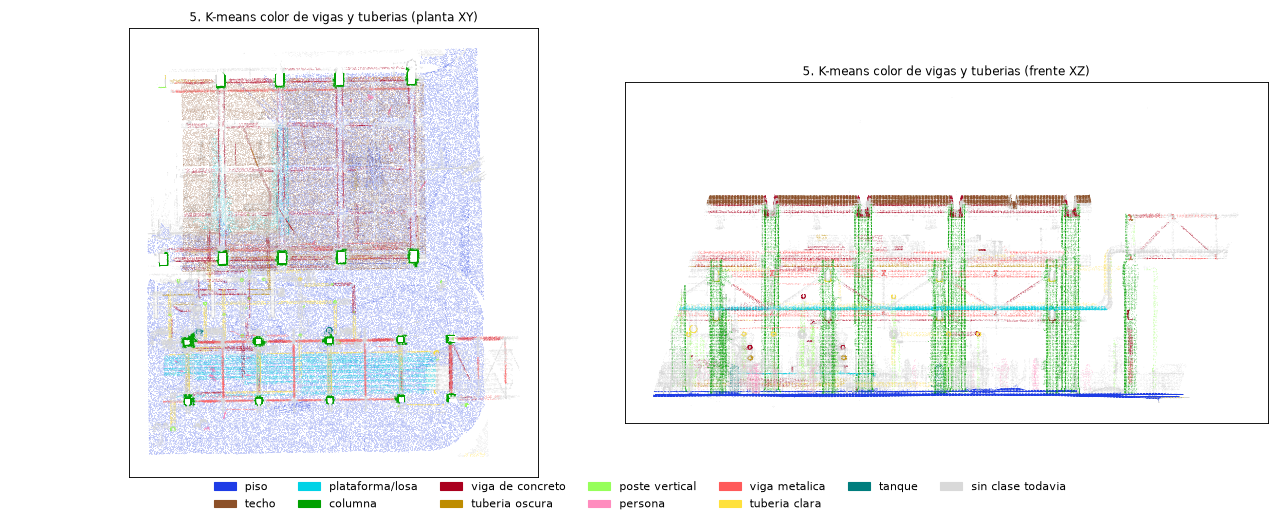 5. K-means color de vigas y tuberias (planta XY)
5. K-means color de vigas y tuberias (frente XZ)
piso plataforma/losa viga de concreto poste vertical viga metalica tanque sin clase todavia
techo columna tuberia oscura persona tuberia clara